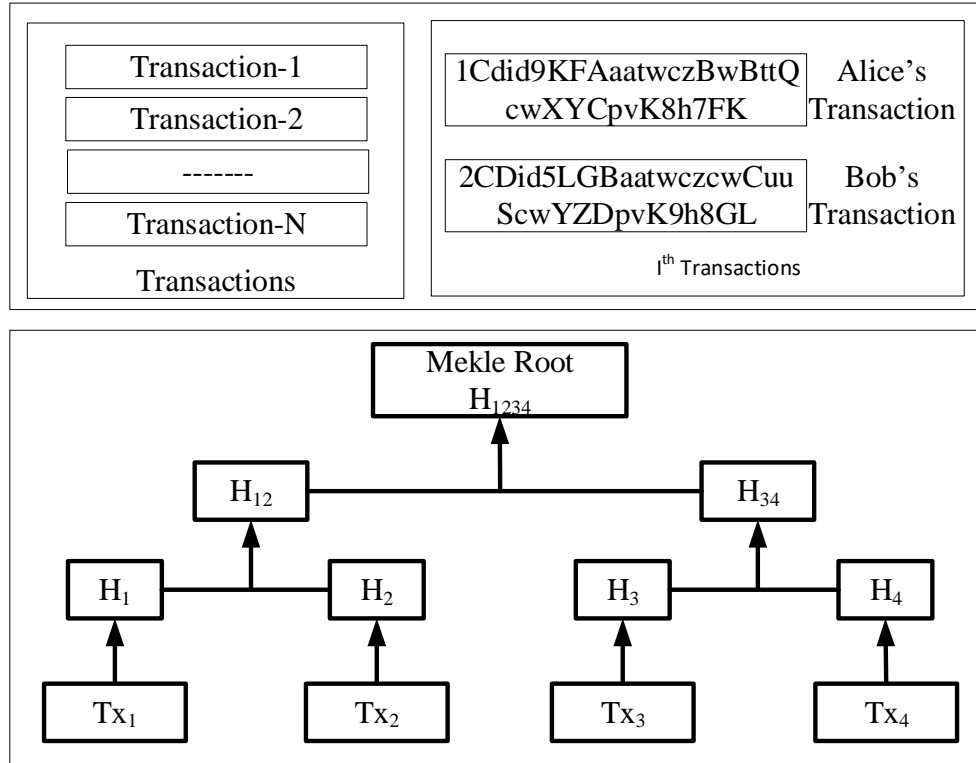 Transaction-1
Transaction-2
-------
Transaction-N
Transactions
1Cdid9KFAaatwczBwBttQ
cwXYCpvK8h7FK
Alice’s
Transaction
2CDid5LGBaatwczcwCuu
ScwYZDpvK9h8GL
Bob’s
Transaction
Iᵗʰ Transactions
Mekle Root
H₁₂₃₄
H₁₂
H₃₄
H₁
H₂
H₃
H₄
Tx₁
Tx₂
Tx₃
Tx₄